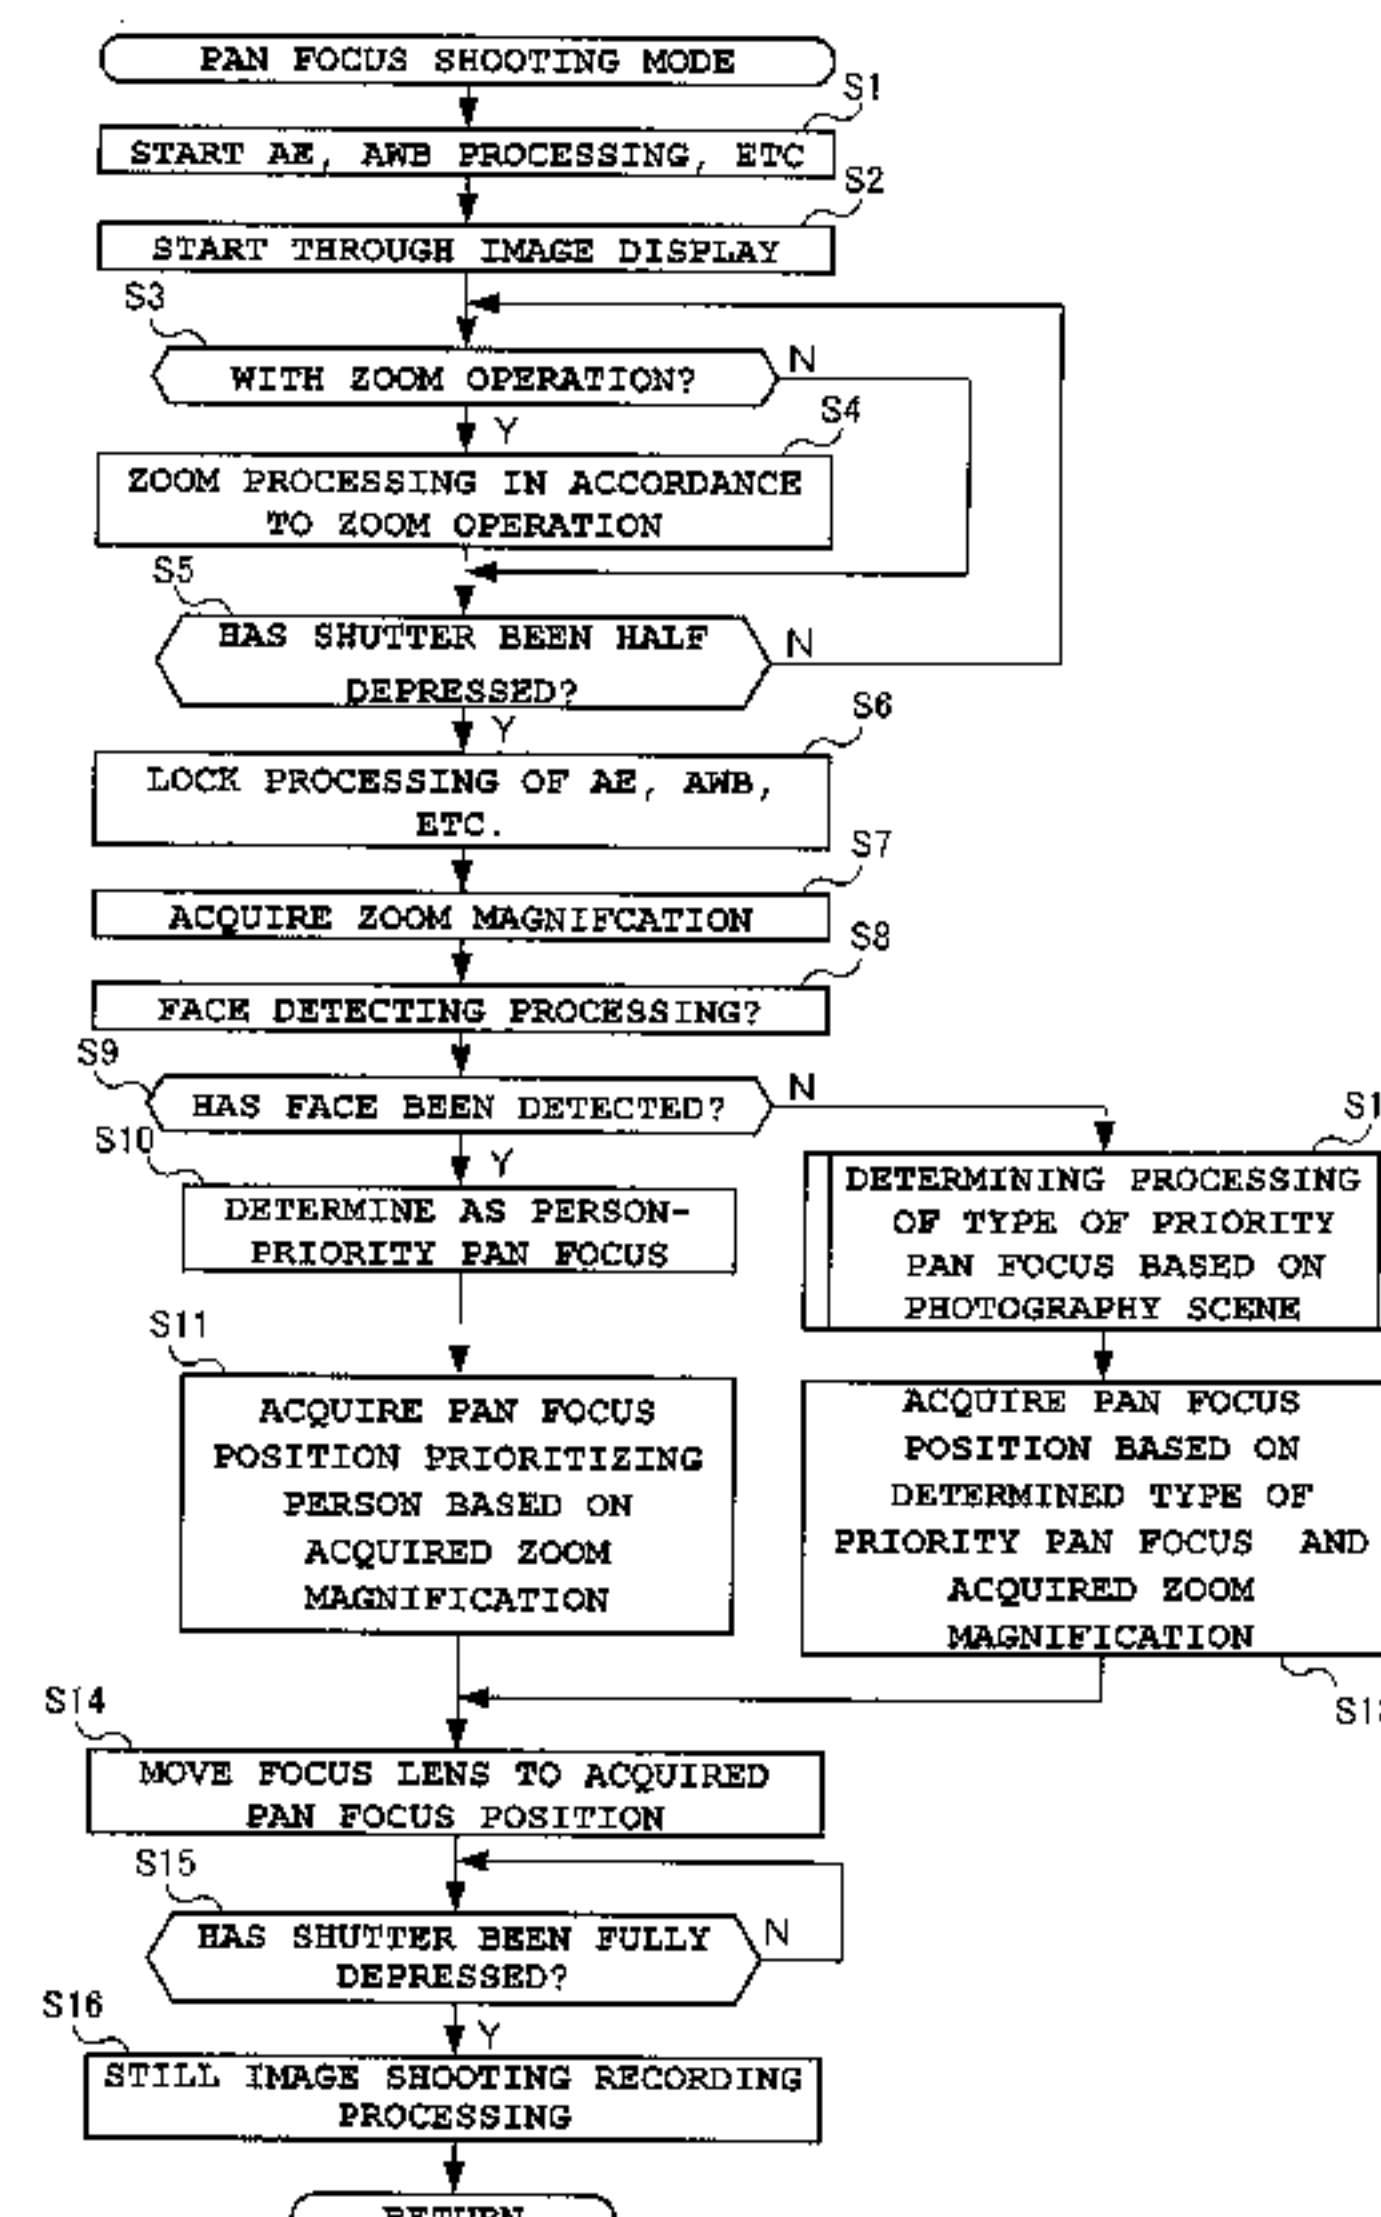 PAN FOCUS SHOOTING MODE
S1
START AE, AWB PROCESSING, ETC
S2
START THROUGH IMAGE DISPLAY
S3
WITH ZOOM OPERATION?
N
Y
S4
ZOOM PROCESSING IN ACCORDANCE
TO ZOOM OPERATION
S5
HAS SHUTTER BEEN HALF
DEPRESSED?
N
Y
S6
LOCK PROCESSING OF AE, AWB,
ETC.
S7
ACQUIRE ZOOM MAGNIFCATION
S8
FACE DETECTING PROCESSING?
S9
HAS FACE BEEN DETECTED?
N
Y
S10
DETERMINE AS PERSON-
PRIORITY PAN FOCUS
DETERMINING PROCESSING
OF TYPE OF PRIORITY
PAN FOCUS BASED ON
PHOTOGRAPHY SCENE
S11
ACQUIRE PAN FOCUS
POSITION PRIORITIZING
PERSON BASED ON
ACQUIRED ZOOM
MAGNIFICATION
ACQUIRE PAN FOCUS
POSITION BASED ON
DETERMINED TYPE OF
PRIORITY PAN FOCUS AND
ACQUIRED ZOOM
MAGNIFICATION
S14
MOVE FOCUS LENS TO ACQUIRED
PAN FOCUS POSITION
S15
HAS SHUTTER BEEN FULLY
DEPRESSED?
N
Y
S16
STILL IMAGE SHOOTING RECORDING
PROCESSING
RETURN